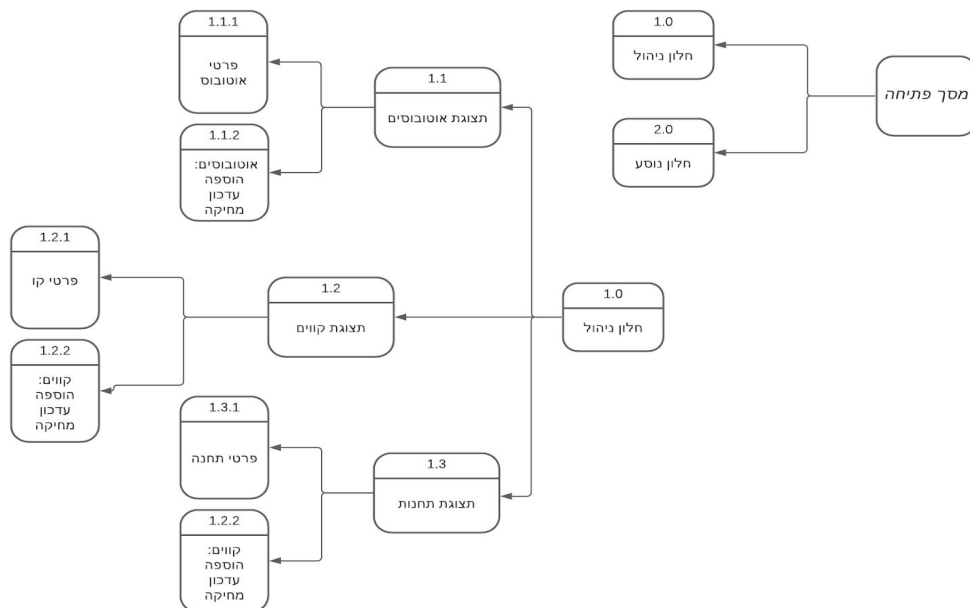 מסך פתיחה
1.0
חלון ניהול
2.0
חלון נוסע
1.0
חלון ניהול
1.1
תצוגת אוטובוסים
1.1.1
פרטי
אוטובוס
1.1.2
אוטובוסים:
הוספה
עדכון
מחיקה
1.2
תצוגת קווים
1.2.1
פרטי קו
1.2.2
קווים:
הוספה
עדכון
מחיקה
1.3
תצוגת תחנות
1.3.1
פרטי תחנה
1.2.2
קווים:
הוספה
עדכון
מחיקה